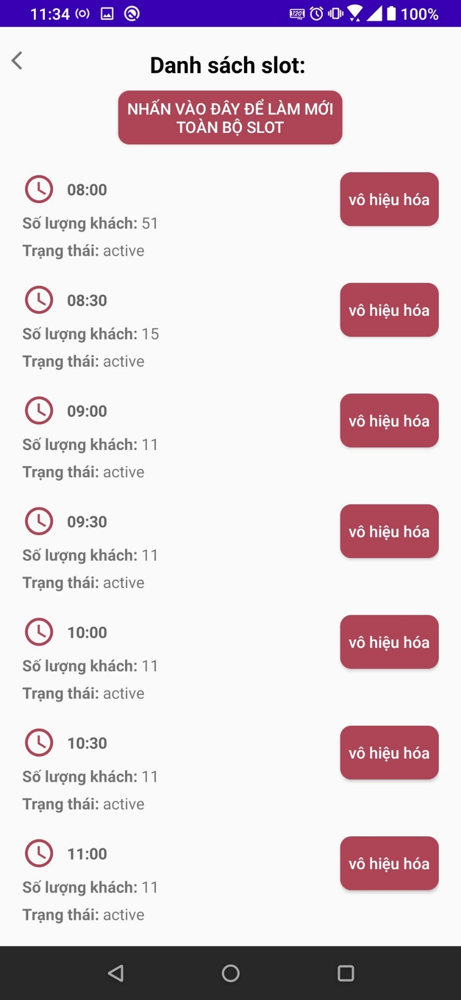 11:34 100%
Danh sách slot:
NHẤN VÀO ĐÂY ĐỂ LÀM MỚI
TOÀN BỘ SLOT
08:00
vô hiệu hóa
Số lượng khách: 51
Trạng thái: active
08:30
vô hiệu hóa
Số lượng khách: 15
Trạng thái: active
09:00
vô hiệu hóa
Số lượng khách: 11
Trạng thái: active
09:30
vô hiệu hóa
Số lượng khách: 11
Trạng thái: active
10:00
vô hiệu hóa
Số lượng khách: 11
Trạng thái: active
10:30
vô hiệu hóa
Số lượng khách: 11
Trạng thái: active
11:00
vô hiệu hóa
Số lượng khách: 11
Trạng thái: active